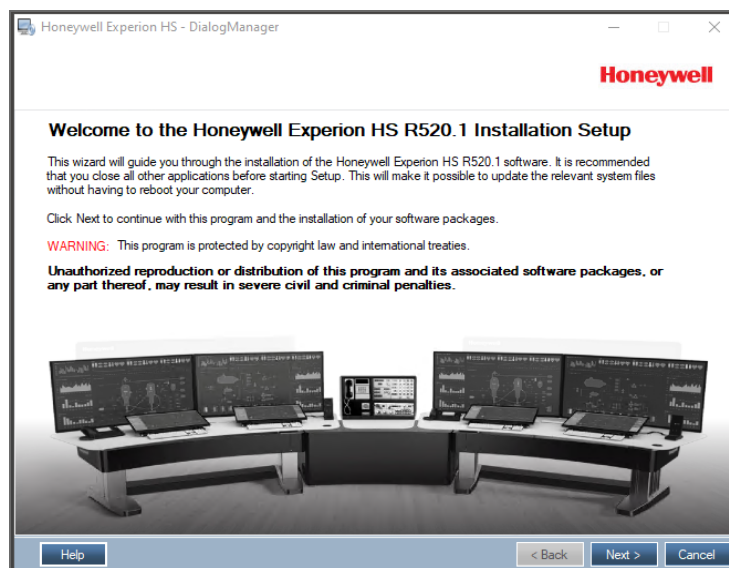 Honeywell Experion HS - DialogManager
Honeywell
Welcome to the Honeywell Experion HS R520.1 Installation Setup
This wizard will guide you through the installation of the Honeywell Experion HS R520.1 software. It is recommended
that you close all other applications before starting Setup. This will make it possible to update the relevant system files
without having to reboot your computer.
Click Next to continue with this program and the installation of your software packages.
WARNING: This program is protected by copyright law and international treaties.
Unauthorized reproduction or distribution of this program and its associated software packages, or
any part thereof, may result in severe civil and criminal penalties.
Help
< Back
Next >
Cancel